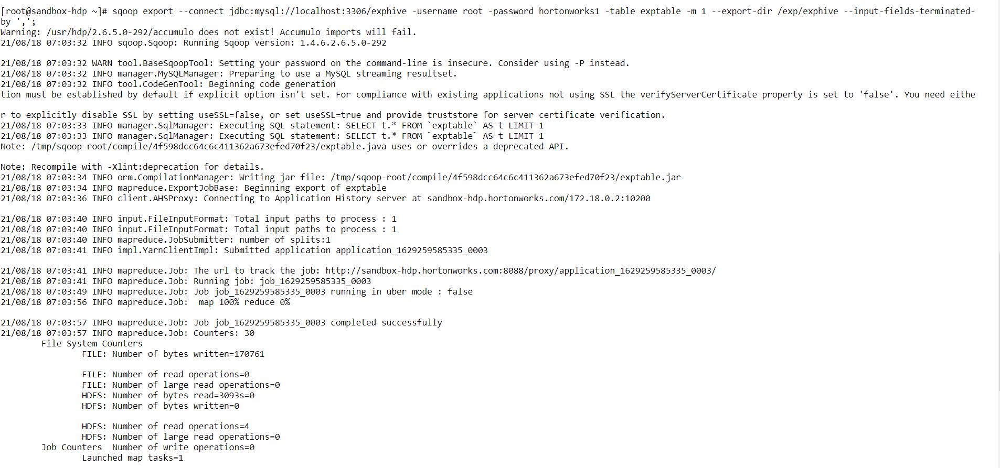 [root@sandbox-hdp ~]# sqoop export --connect jdbc:mysql://localhost:3306/exphive -username root -password hortonworks1 -table exptable -m 1 --export-dir /exp/exphive --input-fields-terminated-
by ',';
Warning: /usr/hdp/2.6.5.0-292/accumulo does not exist! Accumulo imports will fail.
21/08/18 07:03:32 INFO sqoop.Sqoop: Running Sqoop version: 1.4.6.2.6.5.0-292
21/08/18 07:03:32 WARN tool.BaseSqoopTool: Setting your password on the command-line is insecure. Consider using -P instead.
21/08/18 07:03:32 INFO manager.MySQLManager: Preparing to use a MySQL streaming resultset.
21/08/18 07:03:32 INFO tool.CodeGenTool: Beginning code generation
tion must be established by default if explicit option isn't set. For compliance with existing applications not using SSL the verifyServerCertificate property is set to 'false'. You need eithe
r to explicitly disable SSL by setting useSSL=false, or set useSSL=true and provide truststore for server certificate verification.
21/08/18 07:03:33 INFO manager.SqlManager: Executing SQL statement: SELECT t.* FROM `exptable` AS t LIMIT 1
21/08/18 07:03:33 INFO manager.SqlManager: Executing SQL statement: SELECT t.* FROM `exptable` AS t LIMIT 1
Note: /tmp/sqoop-root/compile/4f598dcc64c6c411362a673efed70f23/exptable.java uses or overrides a deprecated API.
Note: Recompile with -Xlint:deprecation for details.
21/08/18 07:03:34 INFO orm.CompilationManager: Writing jar file: /tmp/sqoop-root/compile/4f598dcc64c6c411362a673efed70f23/exptable.jar
21/08/18 07:03:34 INFO mapreduce.ExportJobBase: Beginning export of exptable
21/08/18 07:03:36 INFO client.AHSProxy: Connecting to Application History server at sandbox-hdp.hortonworks.com/172.18.0.2:10200
21/08/18 07:03:40 INFO input.FileInputFormat: Total input paths to process : 1
21/08/18 07:03:40 INFO input.FileInputFormat: Total input paths to process : 1
21/08/18 07:03:40 INFO mapreduce.JobSubmitter: number of splits:1
21/08/18 07:03:41 INFO impl.YarnClientImpl: Submitted application application_1629259585335_0003
21/08/18 07:03:41 INFO mapreduce.Job: The url to track the job: http://sandbox-hdp.hortonworks.com:8088/proxy/application_1629259585335_0003/
21/08/18 07:03:41 INFO mapreduce.Job: Running job: job_1629259585335_0003
21/08/18 07:03:49 INFO mapreduce.Job: Job job_1629259585335_0003 running in uber mode : false
21/08/18 07:03:56 INFO mapreduce.Job:  map 100% reduce 0%
21/08/18 07:03:57 INFO mapreduce.Job: Job job_1629259585335_0003 completed successfully
21/08/18 07:03:57 INFO mapreduce.Job: Counters: 30
File System Counters
FILE: Number of bytes written=170761
FILE: Number of read operations=0
FILE: Number of large read operations=0
HDFS: Number of bytes read=3093s=0
HDFS: Number of bytes written=0
HDFS: Number of read operations=4
HDFS: Number of large read operations=0
Job Counters  Number of write operations=0
Launched map tasks=1